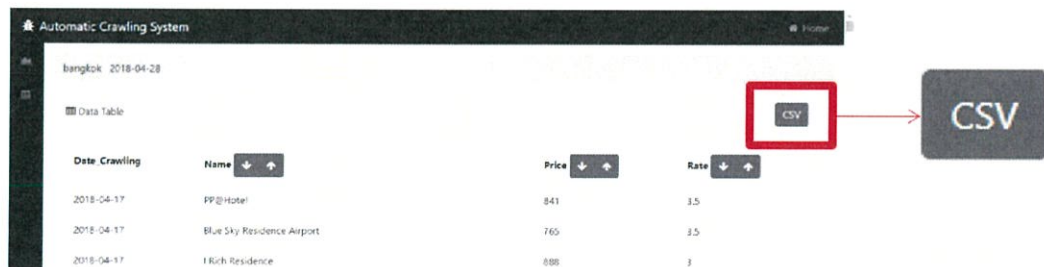 Automatic Crawling System Home
bangkok 2018-04-28
Data Table CSV CSV
Date_Crawling Name Price Rate
2018-04-17 PP@Hotel 841 3.5
2018-04-17 Blue Sky Residence Airport 765 3.5
2018-04-17 I Rich Residence 888 3